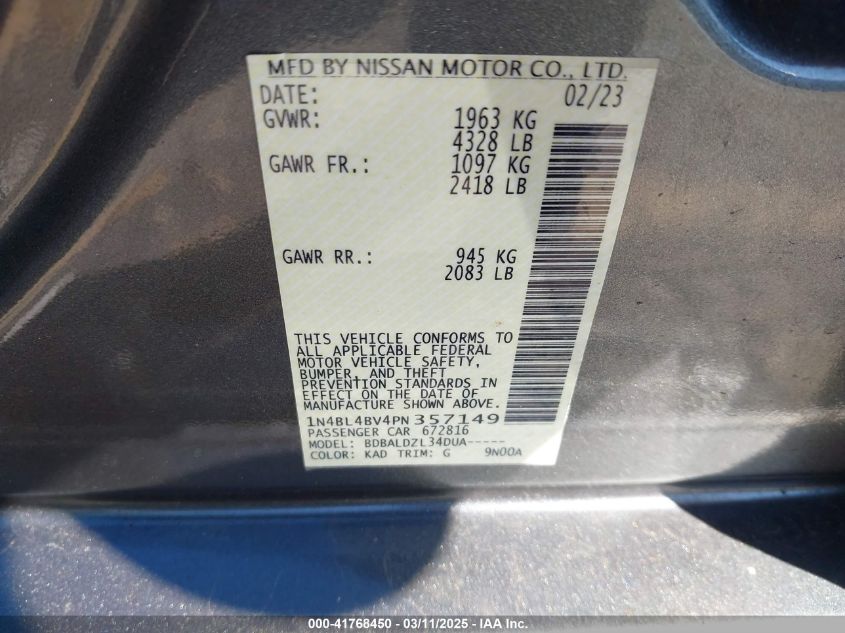 MFD BY NISSAN MOTOR CO., LTD.
DATE: 02/23
GVWR: 1963 KG
4328 LB
GAWR FR.: 1097 KG
2418 LB
GAWR RR.: 945 KG
2083 LB
THIS VEHICLE CONFORMS TO
ALL APPLICABLE FEDERAL
MOTOR VEHICLE SAFETY,
BUMPER, AND THEFT
PREVENTION STANDARDS IN
EFFECT ON THE DATE OF
MANUFACTURE SHOWN ABOVE.
1N4BL4BV4PN357149
PASSENGER CAR 672816
MODEL: BDBALDZL34DUA-----
COLOR: KAD TRIM: G 9N00A
000-41768450 - 03/11/2025 - IAA Inc.